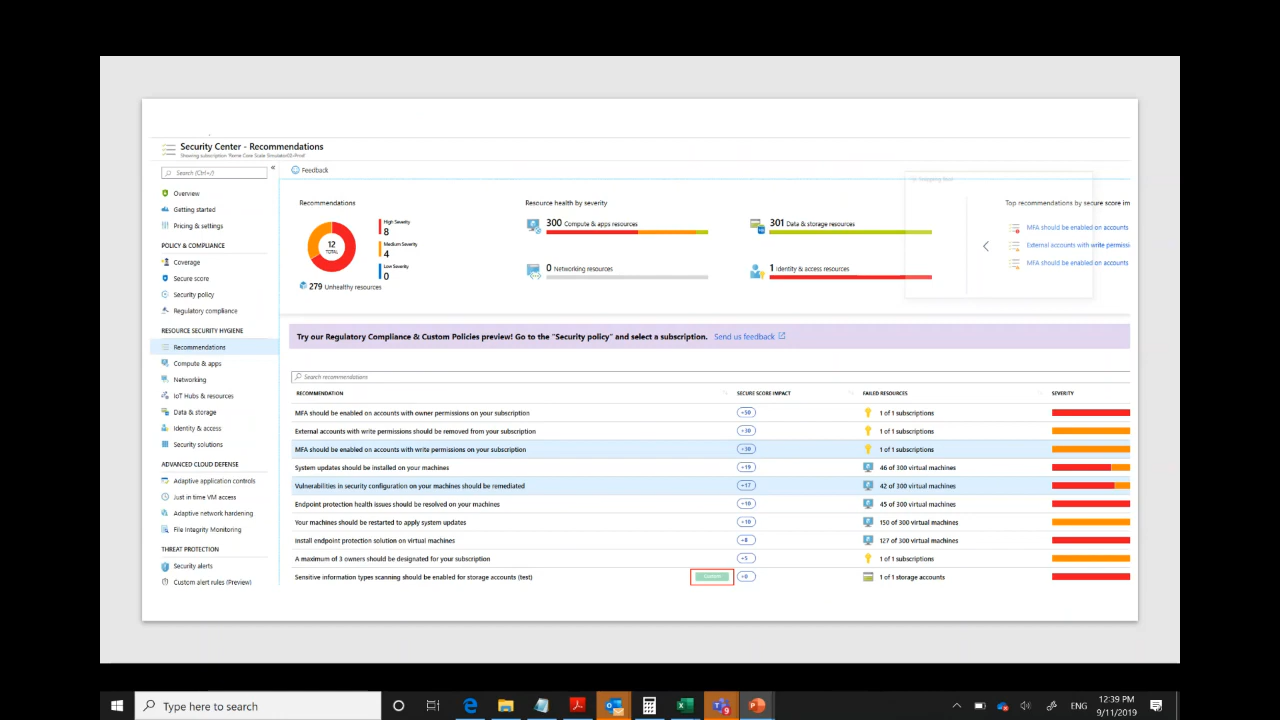 Security Center - Recommendations
Search (Ctrl+/)
«
Feedback
Overview
Getting started
Pricing & settings
POLICY & COMPLIANCE
Coverage
Secure score
Security policy
Regulatory compliance
RESOURCE SECURITY HYGIENE
Recommendations
Compute & apps
Networking
IoT Hubs & resources
Data & storage
Identity & access
Security solutions
ADVANCED CLOUD DEFENSE
Adaptive application controls
Just in time VM access
Adaptive network hardening
File Integrity Monitoring
THREAT PROTECTION
Security alerts
Custom alert rules (Preview)
Recommendations
12
TOTAL
High Severity
8
Medium Severity
4
Low Severity
0
279 Unhealthy resources
Resource health by severity
300 Compute & apps resources
301 Data & storage resources
0 Networking resources
1 Identity & access resources
Top recommendations by secure score im
MFA should be enabled on accounts
External accounts with write permissi
MFA should be enabled on accounts
Try our Regulatory Compliance & Custom Policies preview! Go to the "Security policy" and select a subscription. Send us feedback
Search recommendations
RECOMMENDATION SECURE SCORE IMPACT FAILED RESOURCES SEVERITY
MFA should be enabled on accounts with owner permissions on your subscription +50 1 of 1 subscriptions
External accounts with write permissions should be removed from your subscription +30 1 of 1 subscriptions
MFA should be enabled on accounts with write permissions on your subscription +30 1 of 1 subscriptions
System updates should be installed on your machines +19 46 of 300 virtual machines
Vulnerabilities in security configuration on your machines should be remediated +17 42 of 300 virtual machines
Endpoint protection health issues should be resolved on your machines +10 45 of 300 virtual machines
Your machines should be restarted to apply system updates +10 150 of 300 virtual machines
Install endpoint protection solution on virtual machines +8 127 of 300 virtual machines
A maximum of 3 owners should be designated for your subscription +5 1 of 1 subscriptions
Sensitive information types scanning should be enabled for storage accounts (test) Custom +0 1 of 1 storage accounts
Type here to search
ENG
12:39 PM
9/11/2019